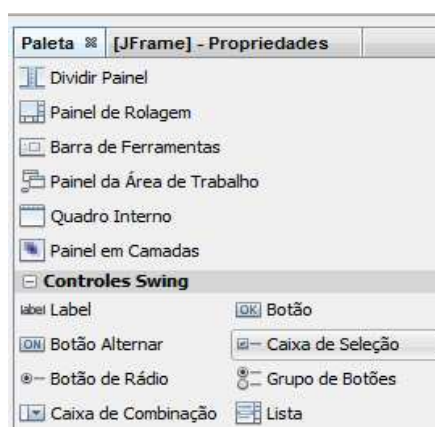 Paleta [JFrame] - Propriedades
Dividir Painel
Painel de Rolagem
Barra de Ferramentas
Painel da Área de Trabalho
Quadro Interno
Painel em Camadas
Controles Swing
label Label OK Botão
ON Botão Alternar Caixa de Seleção
Botão de Rádio Grupo de Botões
Caixa de Combinação Lista